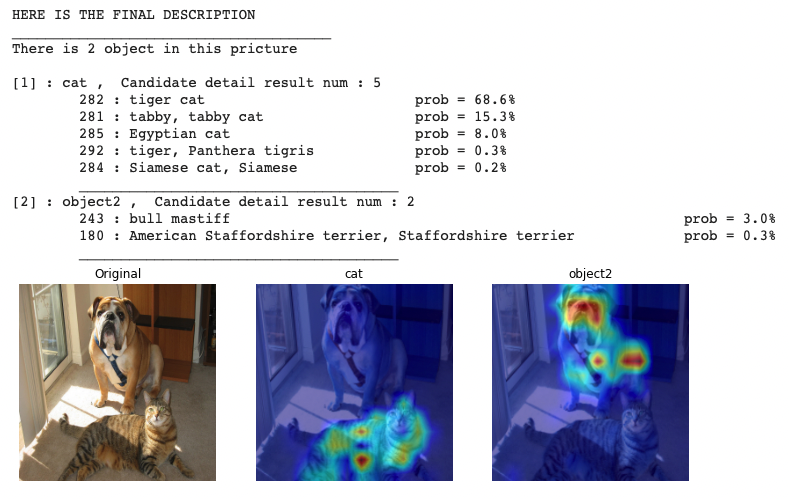 HERE IS THE FINAL DESCRIPTION
There is 2 object in this pricture
[1] : cat ,  Candidate detail result num : 5
282 : tiger cat prob = 68.6%
281 : tabby, tabby cat prob = 15.3%
285 : Egyptian cat prob = 8.0%
292 : tiger, Panthera tigris prob = 0.3%
284 : Siamese cat, Siamese prob = 0.2%
[2] : object2 ,  Candidate detail result num : 2
243 : bull mastiff prob = 3.0%
180 : American Staffordshire terrier, Staffordshire terrier prob = 0.3%
Original cat object2